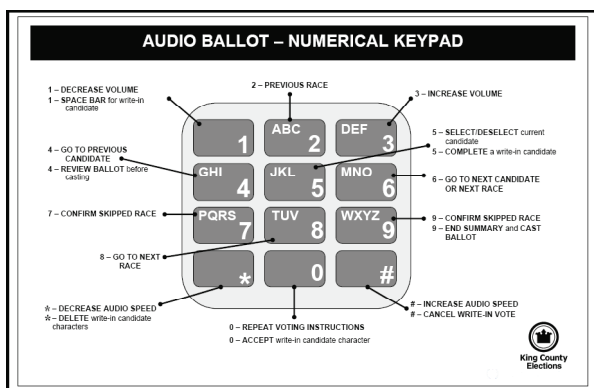 AUDIO BALLOT – NUMERICAL KEYPAD
1 – DECREASE VOLUME
1 – SPACE BAR for write-in
candidate
2 – PREVIOUS RACE
3 – INCREASE VOLUME
4 – GO TO PREVIOUS
CANDIDATE
4 – REVIEW BALLOT before
casting
5 – SELECT/DESELECT current
candidate
5 – COMPLETE a write-in candidate
6 – GO TO NEXT CANDIDATE
OR NEXT RACE
7 – CONFIRM SKIPPED RACE
8 – GO TO NEXT
RACE
9 – CONFIRM SKIPPED RACE
9 – END SUMMARY and CAST
BALLOT
1
ABC 2
DEF 3
GHI 4
JKL 5
MNO 6
PQRS 7
TUV 8
WXYZ 9
*
0
#
* – DECREASE AUDIO SPEED
* – DELETE write-in candidate
characters
0 – REPEAT VOTING INSTRUCTIONS
0 – ACCEPT write-in candidate character
# – INCREASE AUDIO SPEED
# – CANCEL WRITE-IN VOTE
King County
Elections